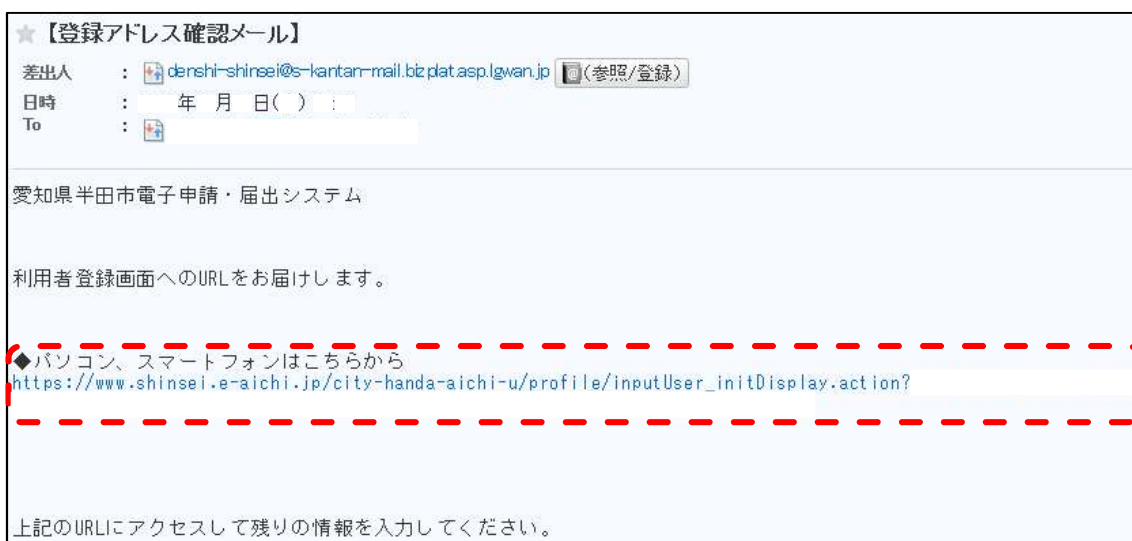 【登録アドレス確認メール】
差出人 : denshi-shinsei@s-kantan-mail.bizplat.asp.lgwan.jp (参照/登録)
日時 : 年 月 日( ) :
To :
愛知県半田市電子申請・届出システム
利用者登録画面へのURLをお届けします。
◆パソコン、スマートフォンはこちらから
https://www.shinsei.e-aichi.jp/city-handa-aichi-u/profile/inputUser_initDisplay.action?
上記のURLにアクセスして残りの情報を入力してください。